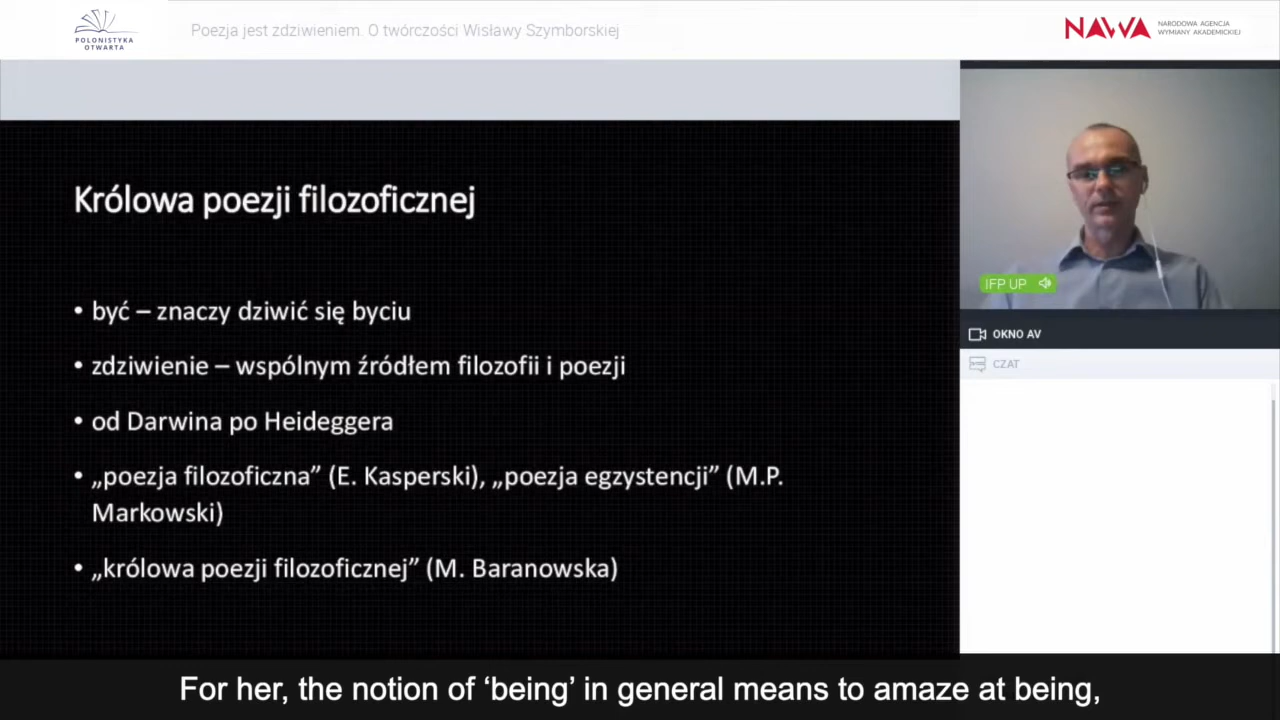 POLONISTYKA
OTWARTA
Poezja jest zdziwieniem. O twórczości Wisławy Szymborskiej
NAWA
NARODOWA AGENCJA
WYMIANY AKADEMICKIEJ
Królowa poezji filozoficznej
• być – znaczy dziwić się byciu
• zdziwienie – wspólnym źródłem filozofii i poezji
• od Darwina po Heideggera
• „poezja filozoficzna” (E. Kasperski), „poezja egzystencji” (M.P.
Markowski)
• „królowa poezji filozoficznej” (M. Baranowska)
IFP UP
OKNO AV
CZAT
For her, the notion of ‘being’ in general means to amaze at being,